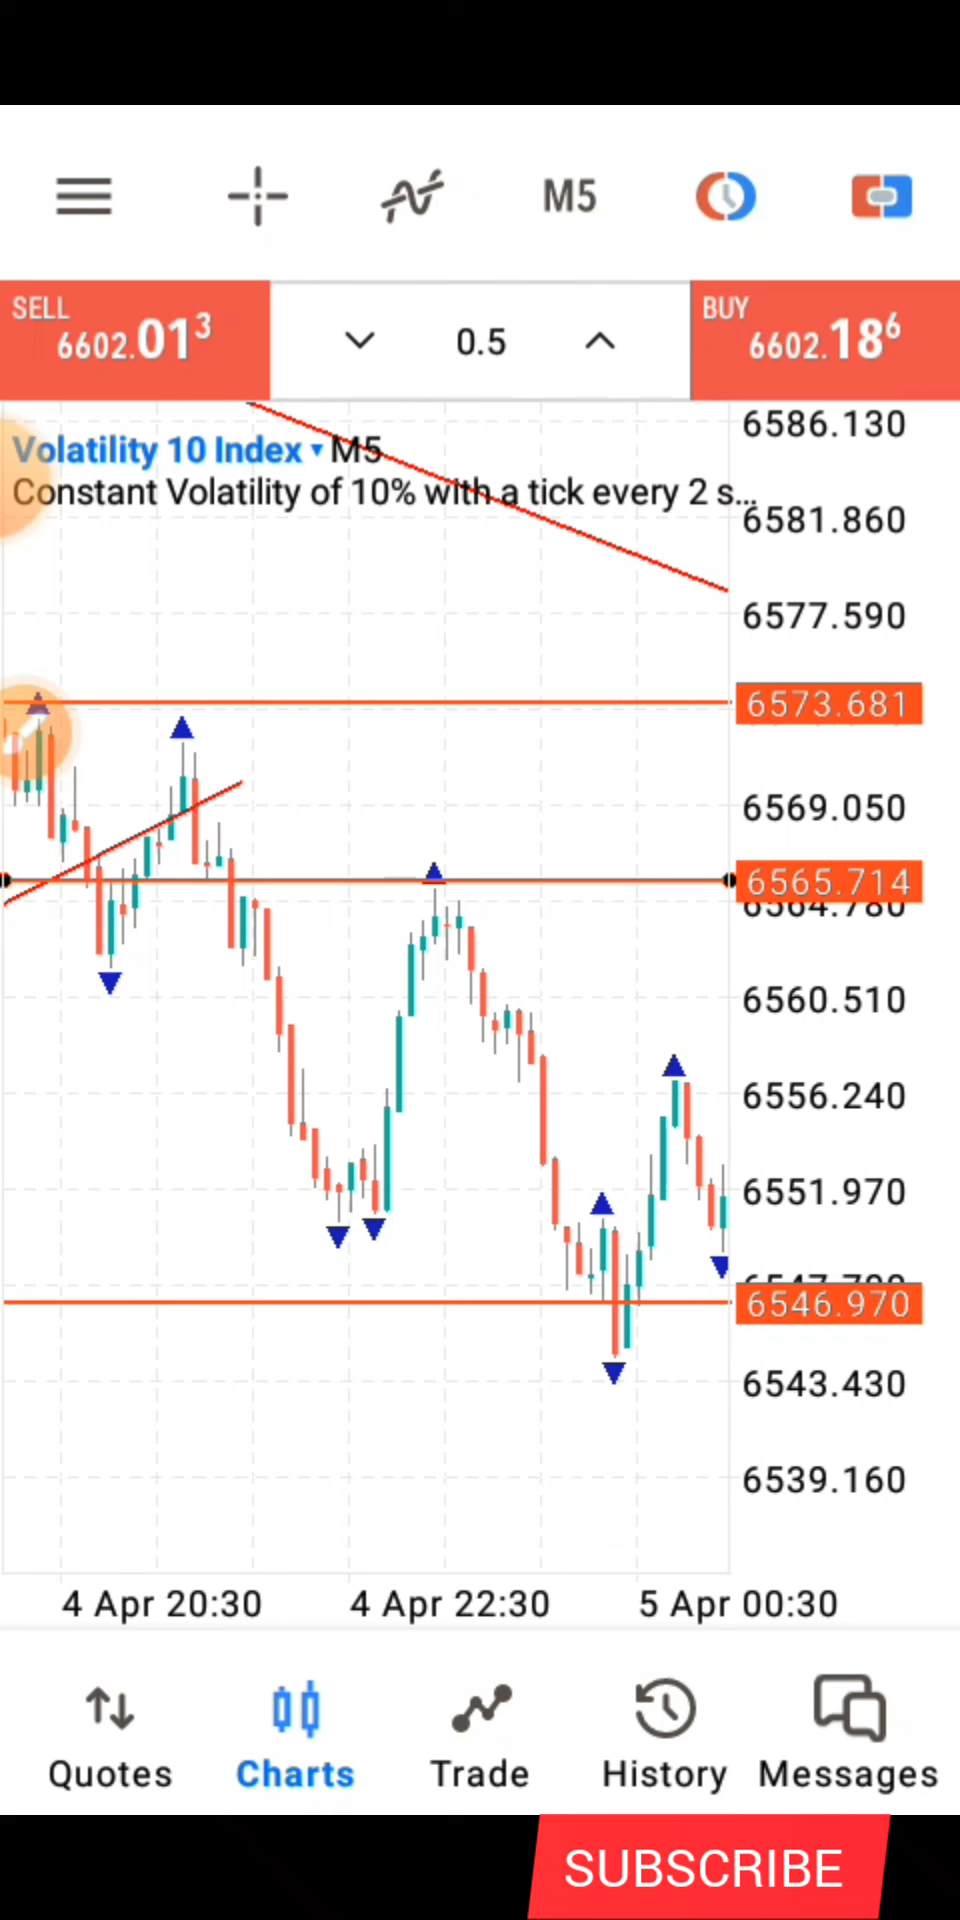 M5
SELL
6602.013
0.5
BUY
6602.186
6586.130
Volatility 10 Index ▾ M5
Constant Volatility of 10% with a tick every 2 s...
6581.860
6577.590
6573.681
6569.050
6565.714
6564.780
6560.510
6556.240
6551.970
6546.970
6543.430
6539.160
4 Apr 20:30
4 Apr 22:30
5 Apr 00:30
Quotes
Charts
Trade
History
Messages
SUBSCRIBE